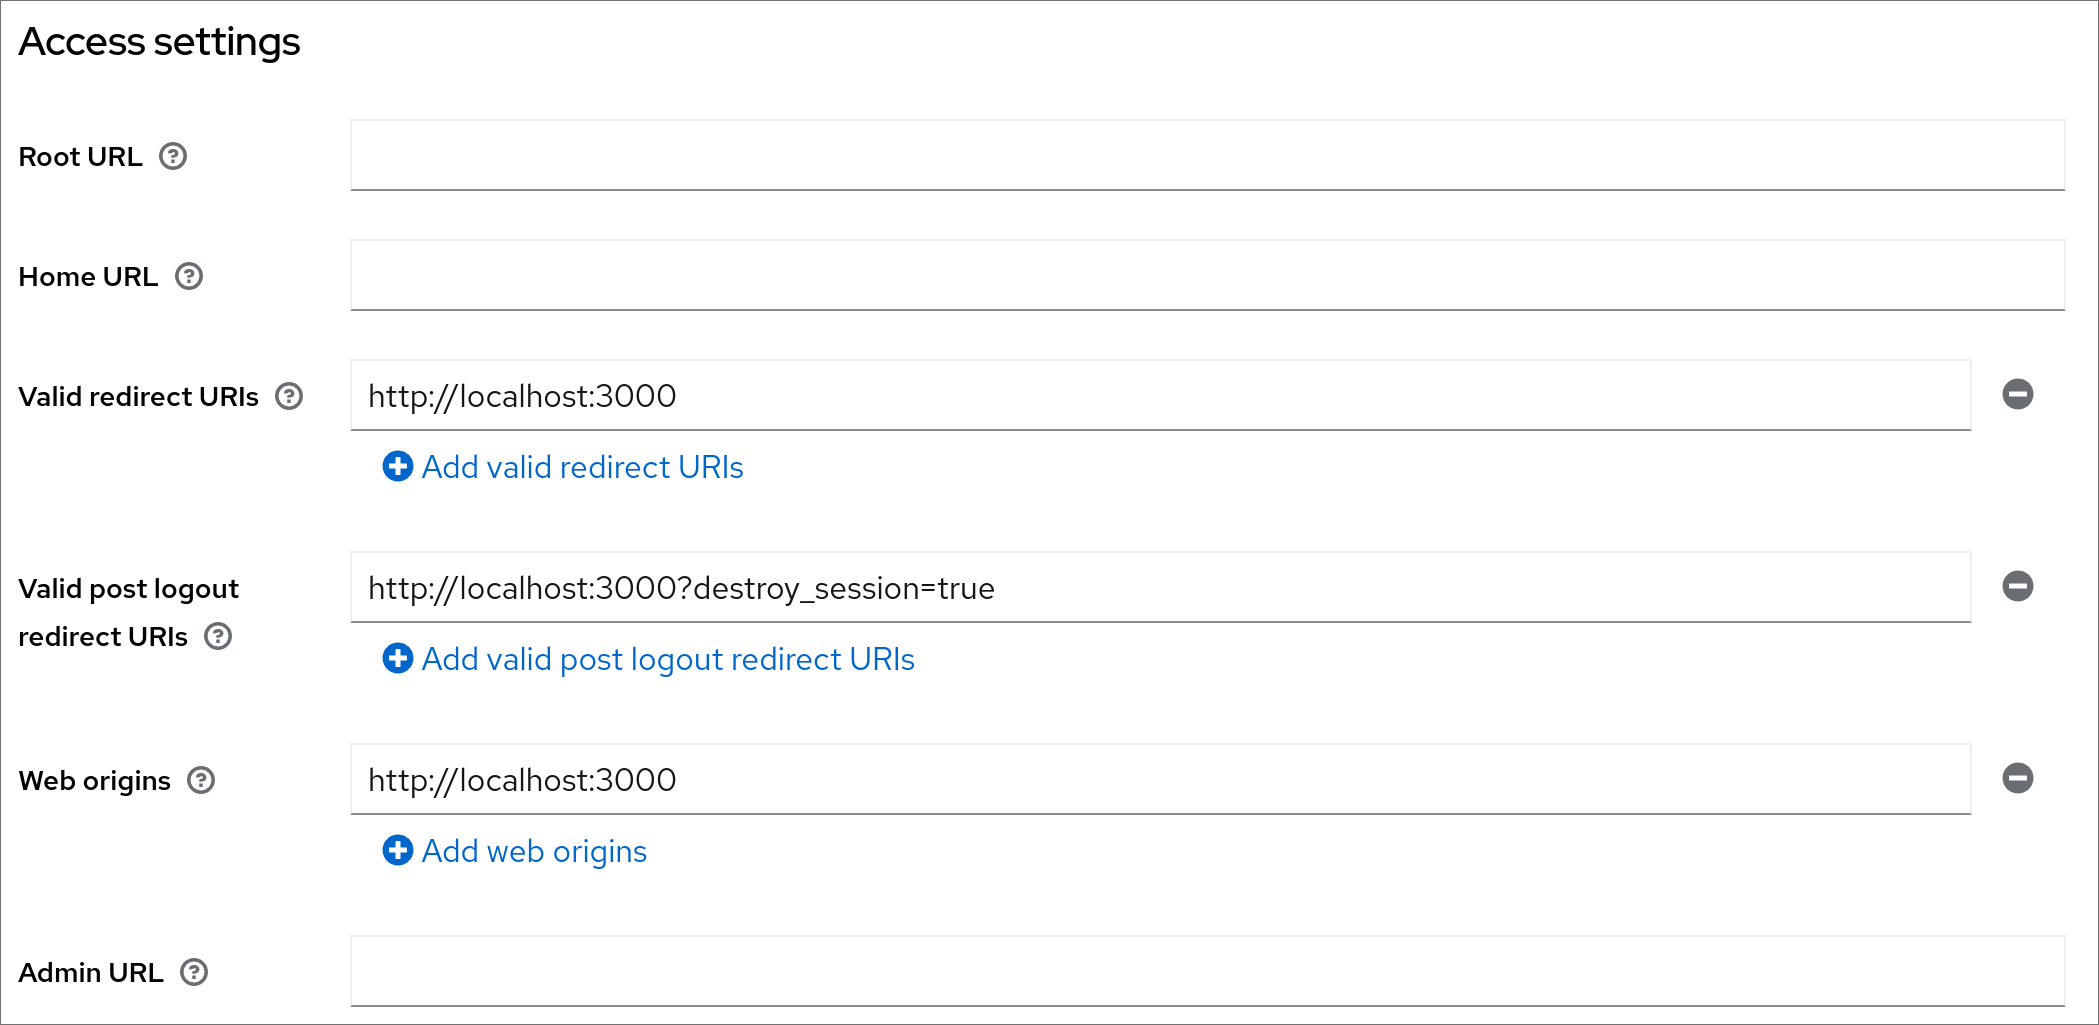 Access settings
Root URL
Home URL
Valid redirect URIs
http://localhost:3000
Add valid redirect URIs
Valid post logout
redirect URIs
http://localhost:3000?destroy_session=true
Add valid post logout redirect URIs
Web origins
http://localhost:3000
Add web origins
Admin URL